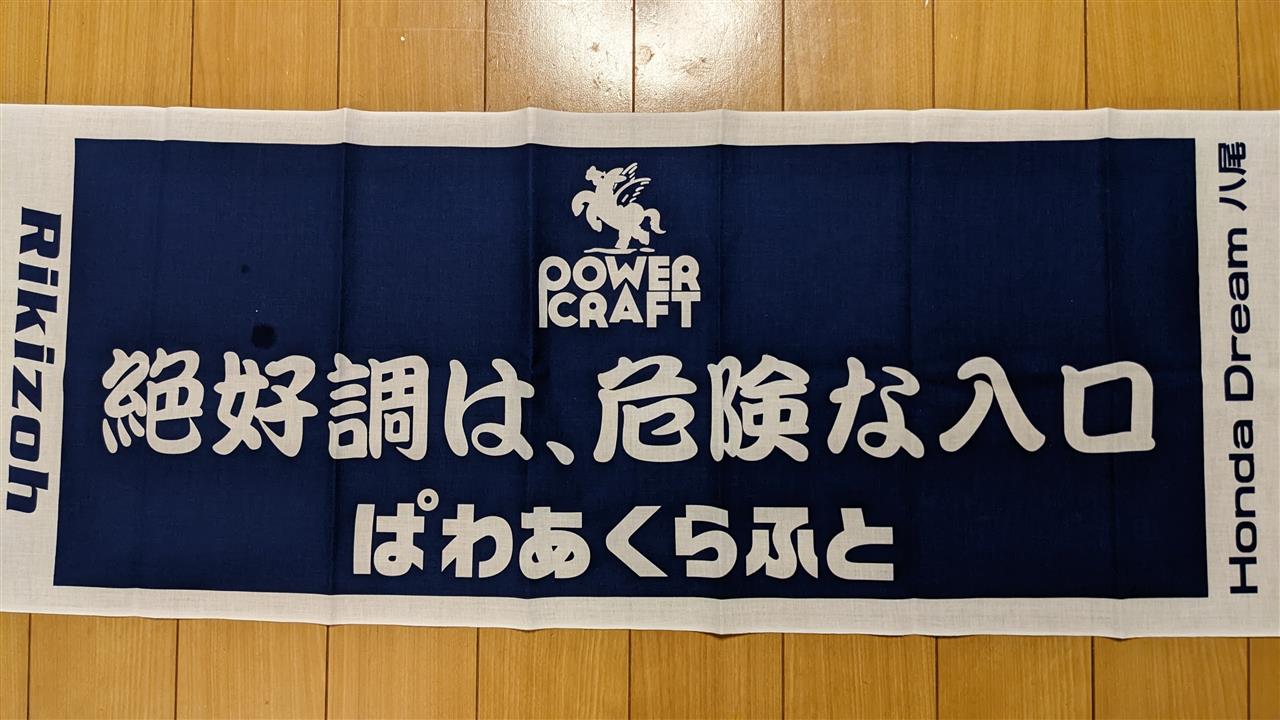 POWER
CRAFT
絶好調は、危険な入口
ぱわあくらふと
Rikizoh
Honda Dream 八尾